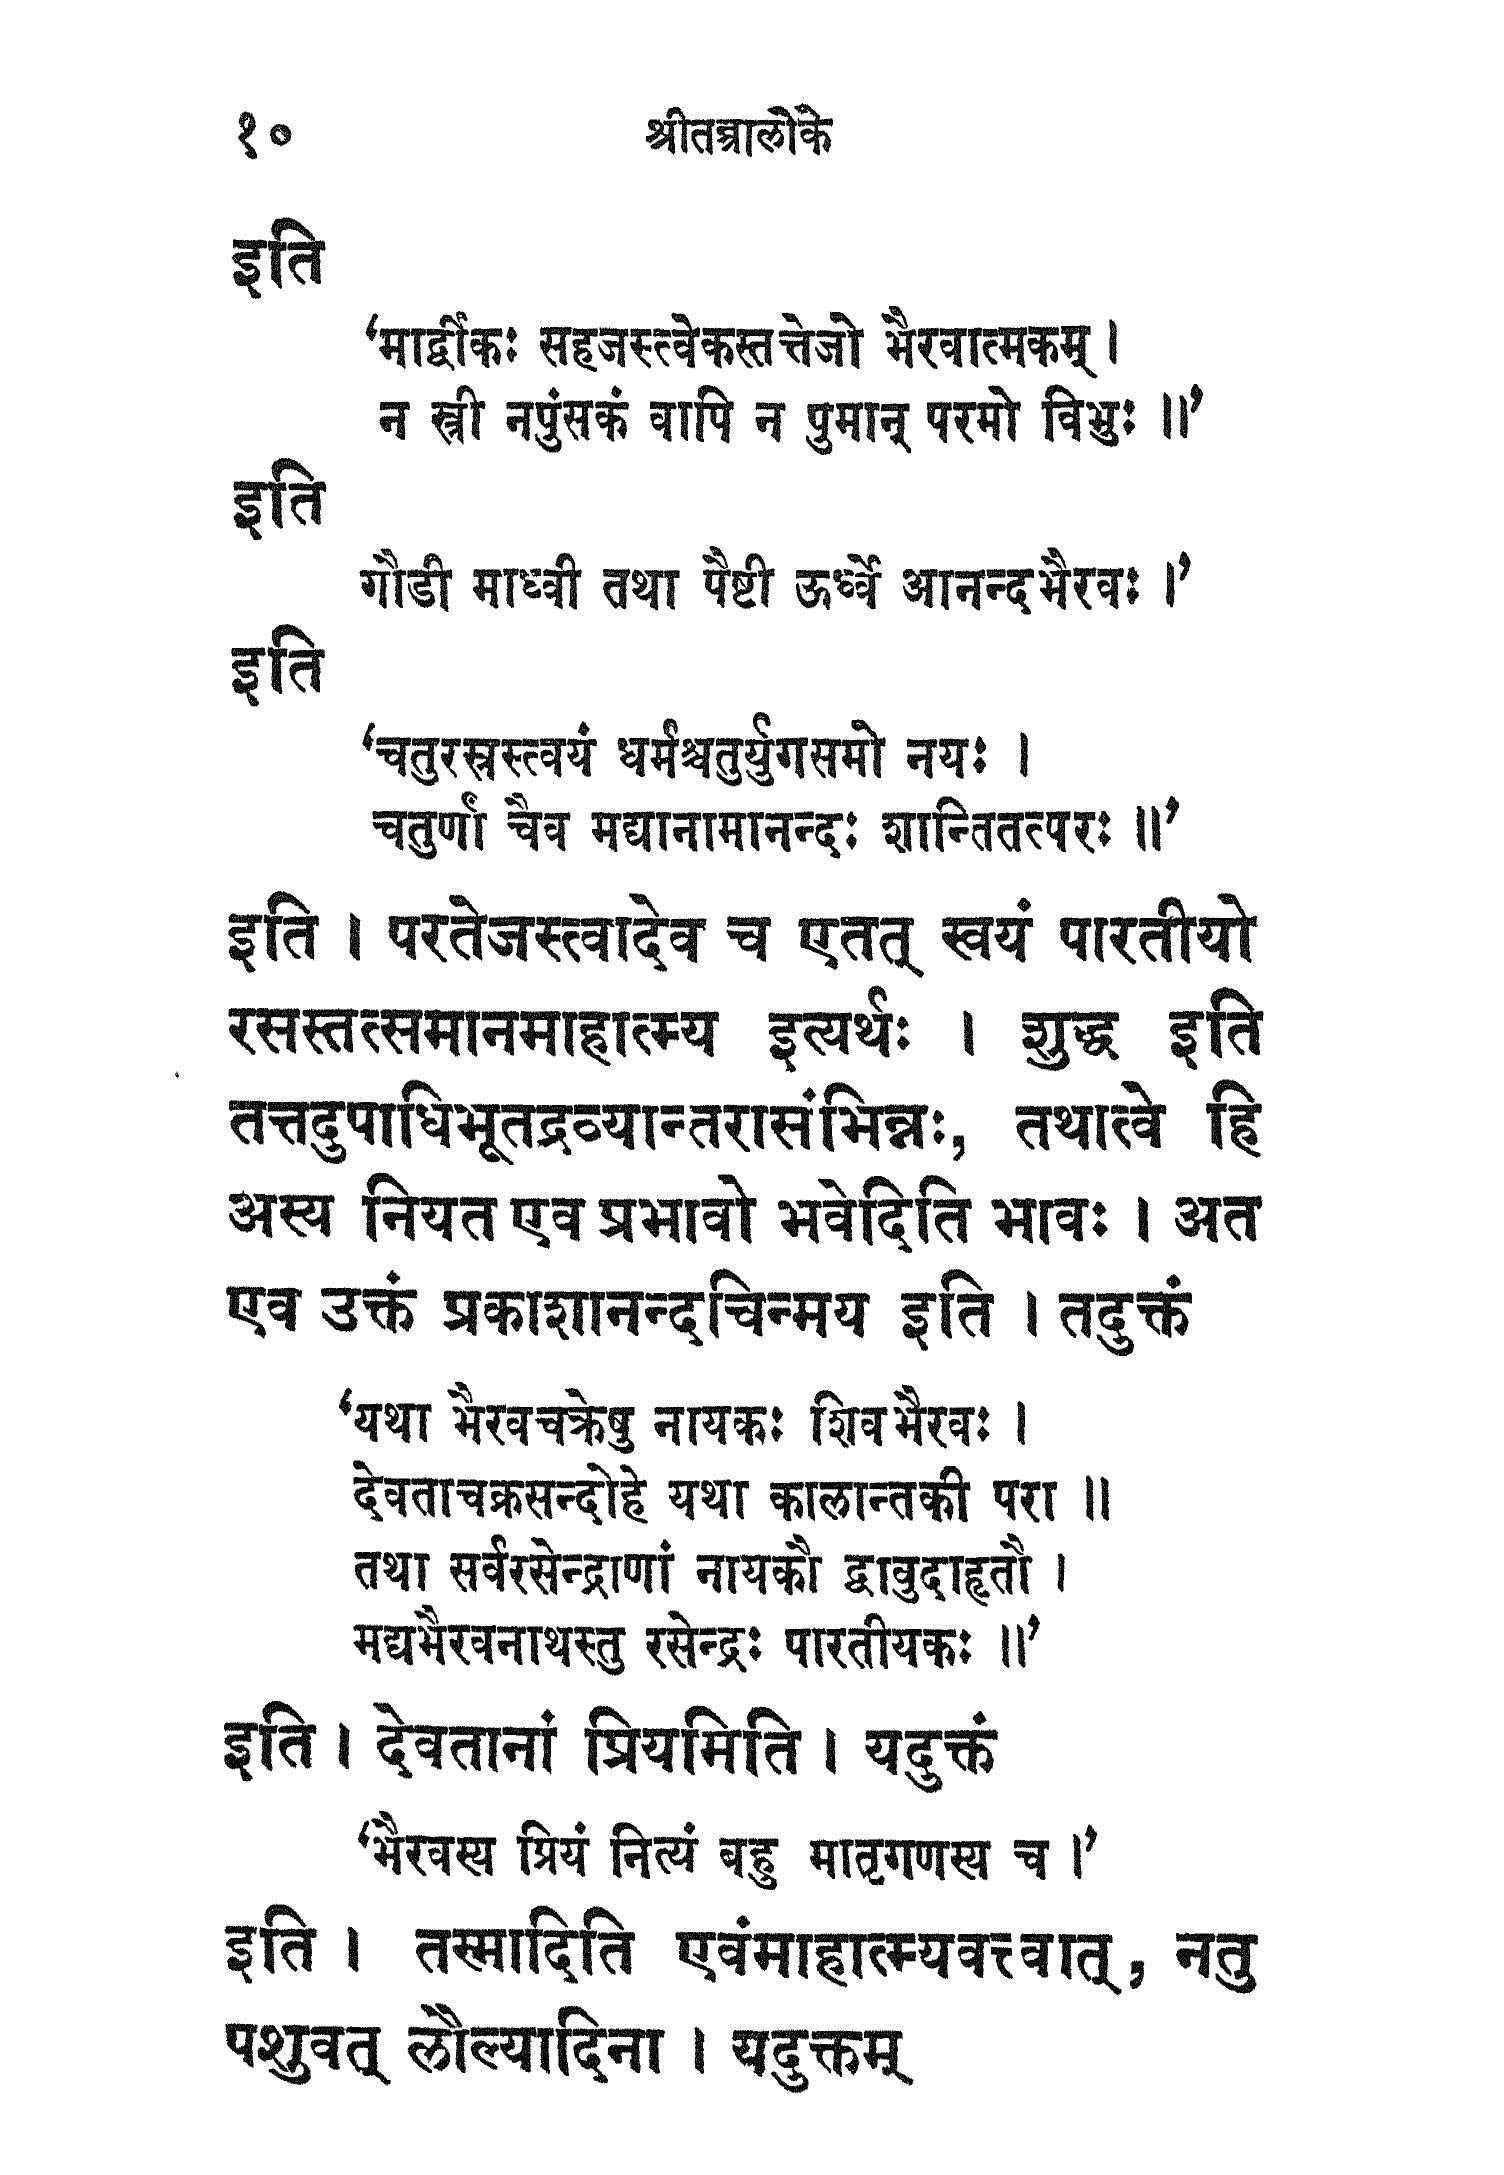 १० श्रीतन्त्रालोके
इति
‘मार्द्वीकः सहजस्त्वेकस्तत्तेजो भैरवात्मकम् ।
न स्त्री नपुंसकं वापि न पुमान् परमो विभुः ॥’
इति
गौडी माध्वी तथा पैष्टी ऊर्ध्वे आनन्दभैरवः ।’
इति
‘चतुरस्रस्त्वयं धर्मश्चतुर्युगसमो नयः ।
चतुर्णां चैव मद्यानामानन्दः शान्तितत्परः ॥’
इति । परतेजस्त्वादेव च एतत् स्वयं पारतीयो
रसस्तत्समानमाहात्म्य इत्यर्थः । शुद्ध इति
तत्तदुपाधिभूतद्रव्यान्तरासंभिन्नः, तथात्वे हि
अस्य नियत एव प्रभावो भवेदिति भावः । अत
एव उक्तं प्रकाशानन्दचिन्मय इति । तदुक्तं
‘यथा भैरवचक्रेषु नायकः शिवभैरवः ।
देवताचक्रसन्दोहे यथा कालान्तकी परा ॥
तथा सर्वरसेन्द्राणां नायकौ द्वावुदाहृतौ ।
मद्यभैरवनाथस्तु रसेन्द्रः पारतीयकः ॥’
इति । देवतानां प्रियमिति । यदुक्तं
‘भैरवस्य प्रियं नित्यं बहु मातृगणस्य च ।’
इति । तस्मादिति एवंमाहात्म्यवत्त्वात्, नतु
पशुवत् लौल्यादिना । यदुक्तम्